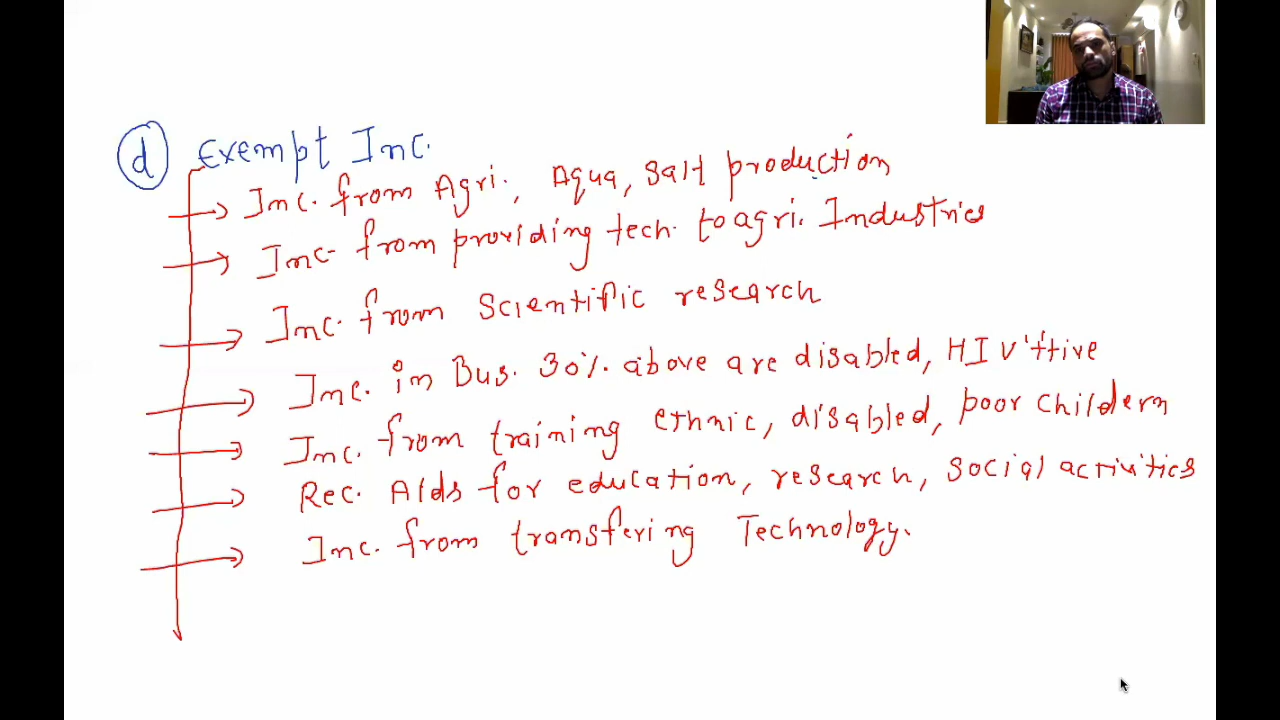 d Exempt Inc.
Inc. from Agri., Aqua, Salt production
Inc. from providing tech. to agri. Industries
Inc. from Scientific research
Inc. in Bus. 30% above are disabled, HIV +tive
Inc. from training ethnic, disabled, poor childern
Rec. Aids for education, research, social activities
Inc. from transfering Technology.